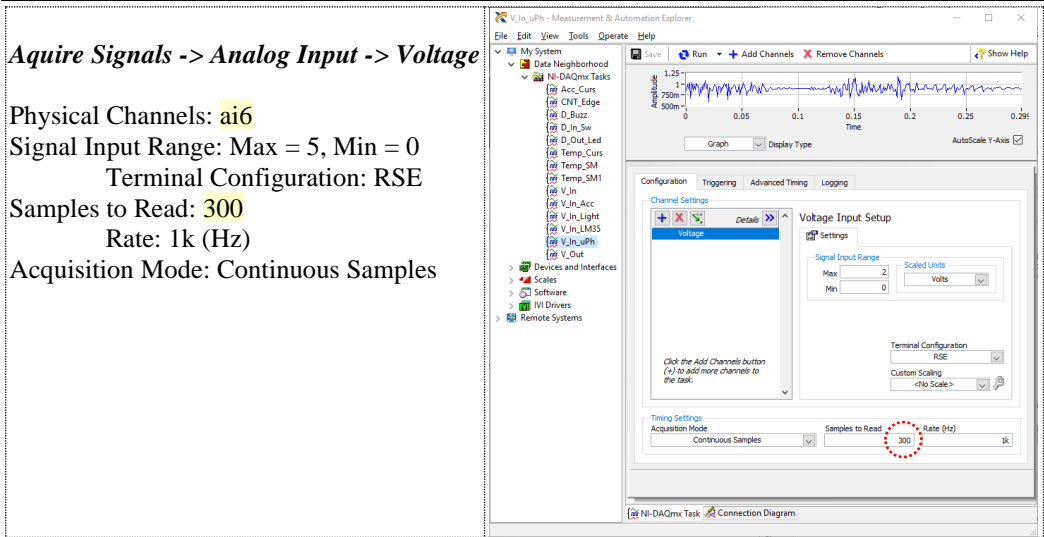 Aquire Signals -> Analog Input -> Voltage
Physical Channels: ai6
Signal Input Range: Max = 5, Min = 0
Terminal Configuration: RSE
Samples to Read: 300
Rate: 1k (Hz)
Acquisition Mode: Continuous Samples
V_In_uPh - Measurement & Automation Explorer
File Edit View Tools Operate Help
My System
Data Neighborhood
NI-DAQmx Tasks
Acc_Curs
CNT_Edge
D_Buzz
D_In_Sw
D_Out_Led
Temp_Curs
Temp_SM
Temp_SM1
V_In
V_In_Acc
V_In_Light
V_In_LM35
V_In_uPh
V_Out
Devices and Interfaces
Scales
Software
IVI Drivers
Remote Systems
Save Run Add Channels Remove Channels Show Help
Amplitude
1.25
1
750m
500m
0 0.05 0.1 0.15 0.2 0.25 0.299
Time
Graph Display Type AutoScale Y-Axis
Configuration Triggering Advanced Timing Logging
Channel Settings
Details
Voltage
Click the Add Channels button
(+) to add more channels to
the task.
Voltage Input Setup
Settings
Signal Input Range
Max 2
Min 0
Scaled Units
Volts
Terminal Configuration
RSE
Custom Scaling
<No Scale>
Timing Settings
Acquisition Mode Samples to Read Rate (Hz)
Continuous Samples 300 1k
NI-DAQmx Task Connection Diagram